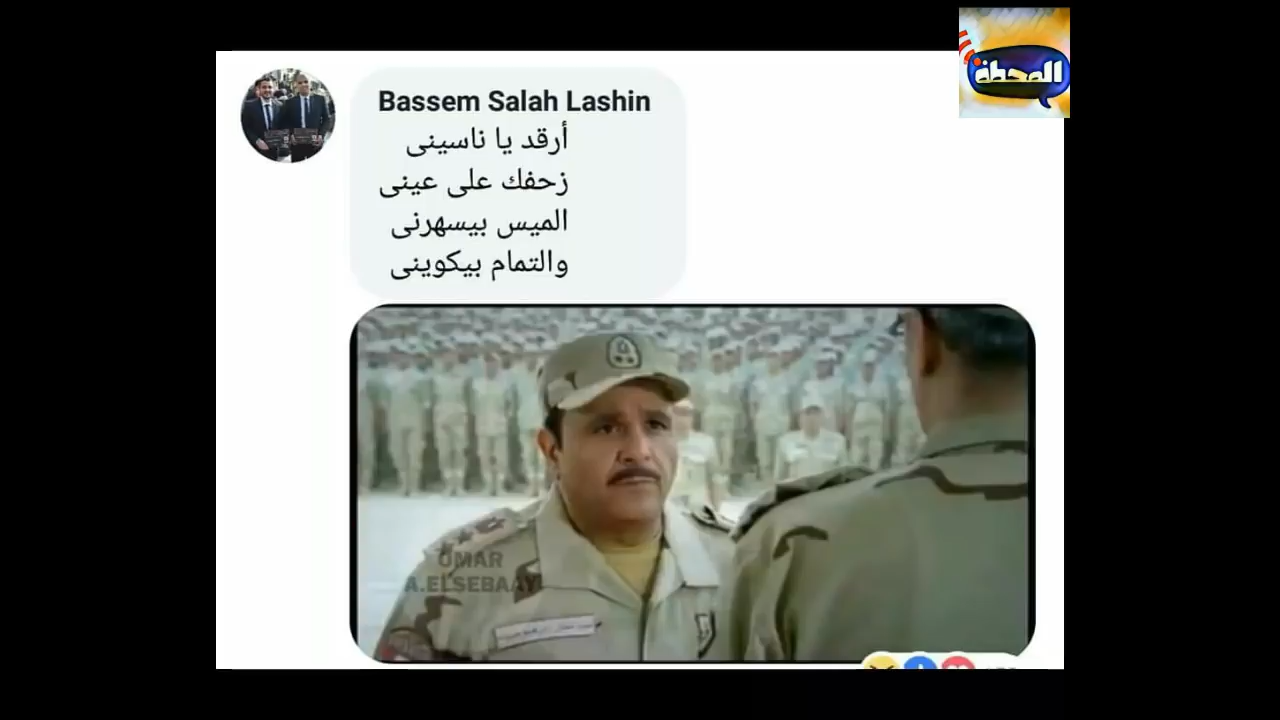 المحطة
Bassem Salah Lashin
أرقد يا ناسينى
زحفك على عينى
الميس بيسهرنى
والتمام بيكوينى
OMAR
A.ELSEBAAY